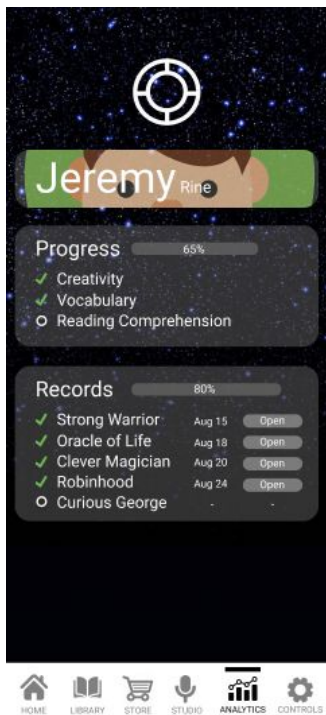 Jeremy Rine
Progress 65%
Creativity
Vocabulary
Reading Comprehension
Records 80%
Strong Warrior Aug 15 Open
Oracle of Life Aug 18 Open
Clever Magician Aug 20 Open
Robinhood Aug 24 Open
Curious George - -
HOME LIBRARY STORE STUDIO ANALYTICS CONTROLS